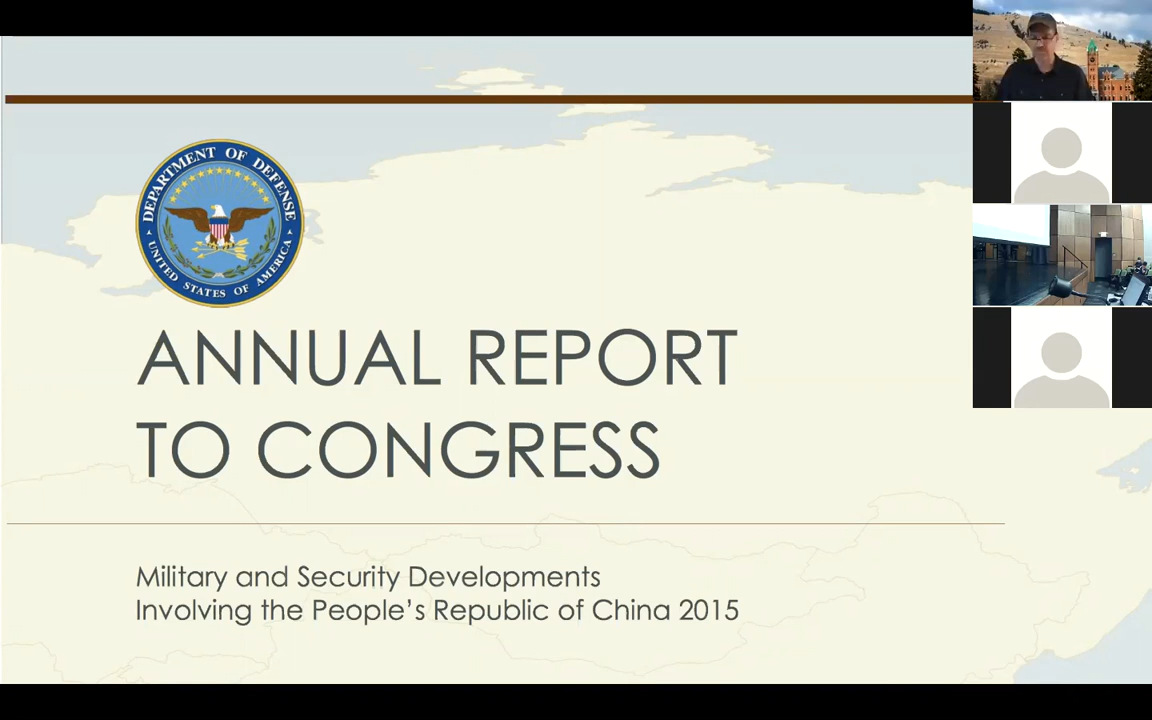 DEPARTMENT OF DEFENSE
UNITED STATES OF AMERICA
ANNUAL REPORT
TO CONGRESS
Military and Security Developments
Involving the People's Republic of China 2015